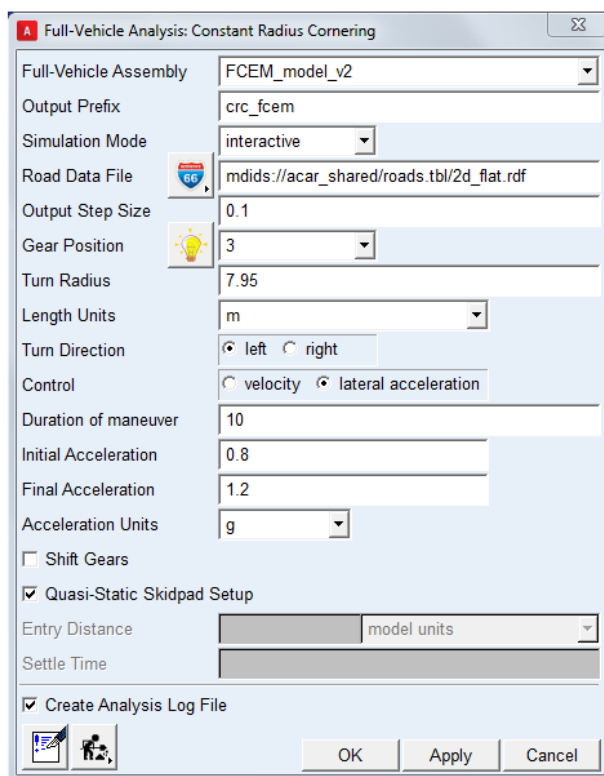 A Full-Vehicle Analysis: Constant Radius Cornering
Full-Vehicle Assembly FCEM_model_v2
Output Prefix crc_fcem
Simulation Mode interactive
Road Data File 66 mdids://acar_shared/roads.tbl/2d_flat.rdf
Output Step Size 0.1
Gear Position 3
Turn Radius 7.95
Length Units m
Turn Direction left right
Control velocity lateral acceleration
Duration of maneuver 10
Initial Acceleration 0.8
Final Acceleration 1.2
Acceleration Units g
Shift Gears
Quasi-Static Skidpad Setup
Entry Distance model units
Settle Time
Create Analysis Log File
OK Apply Cancel